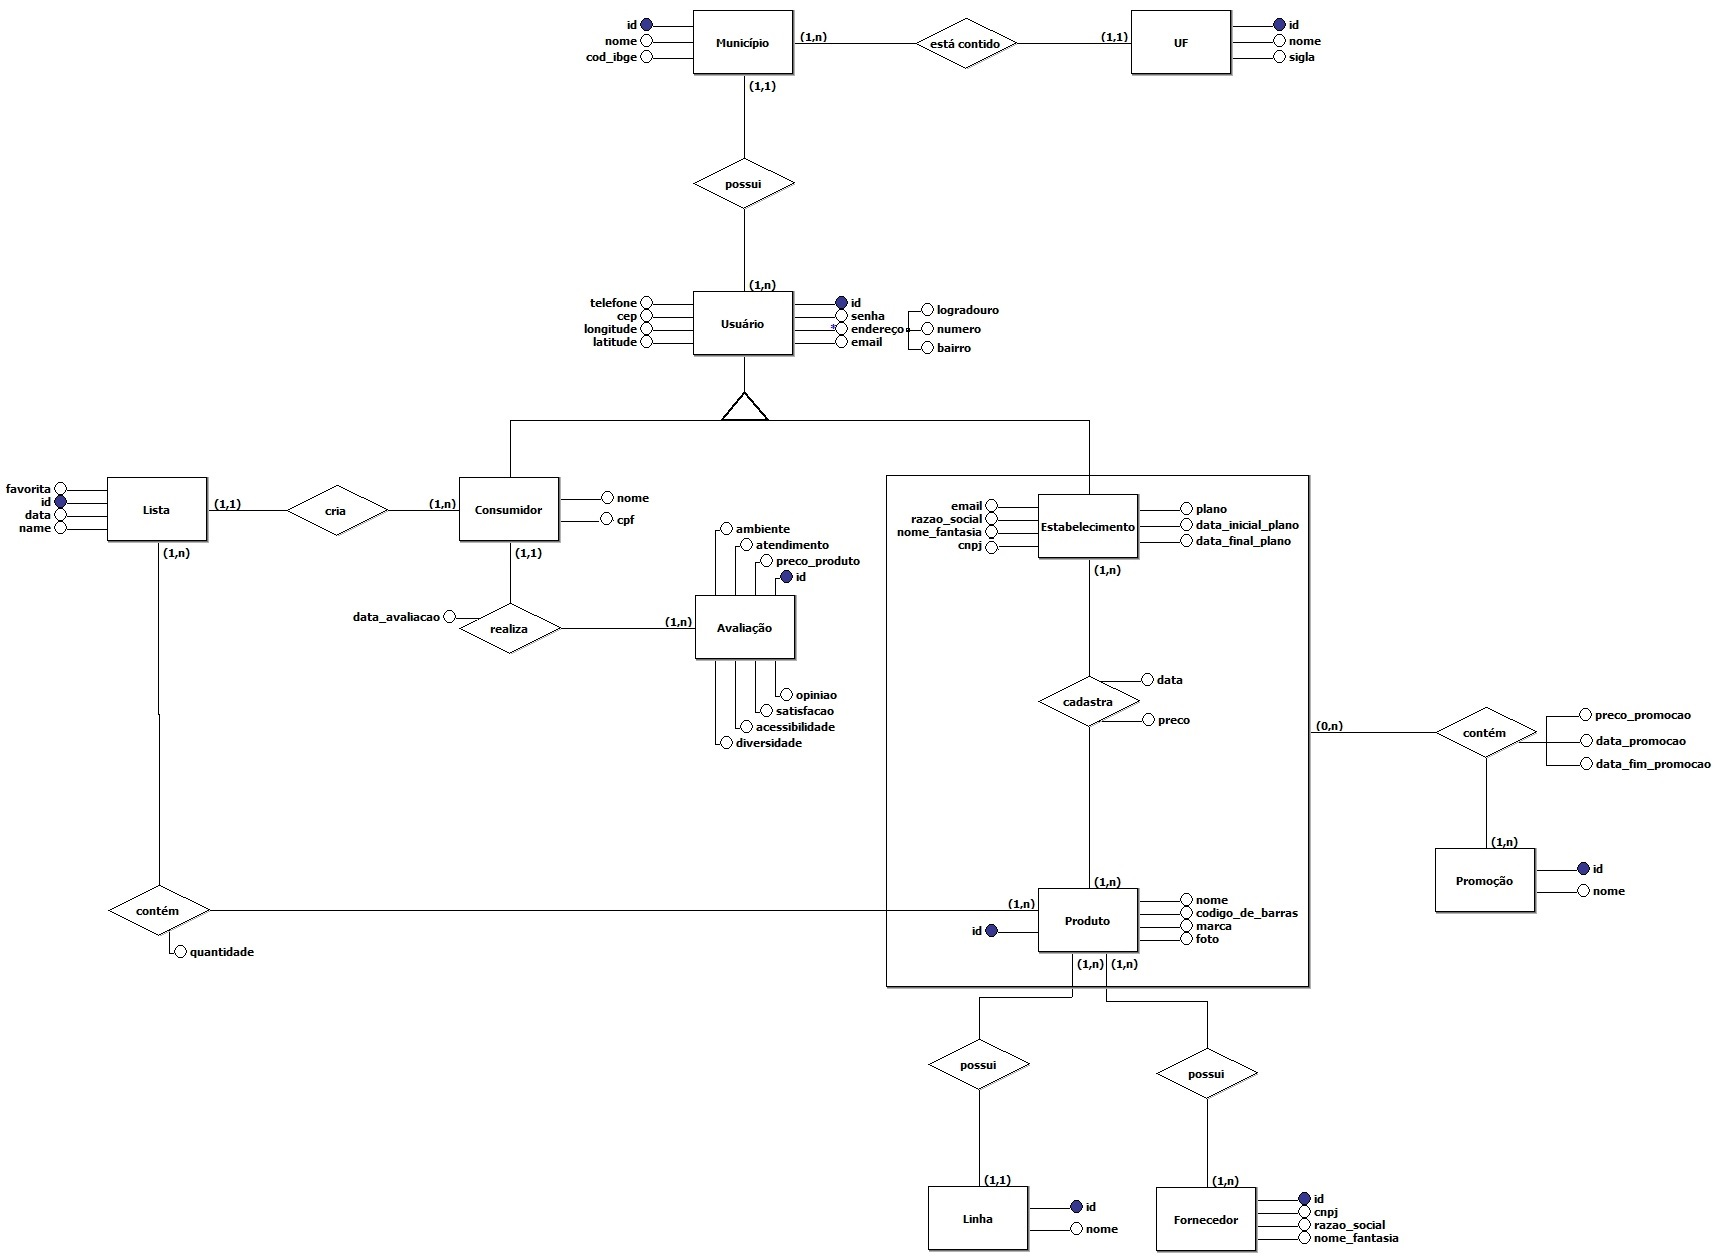 id
nome
cod_ibge
Município
(1,n)
está contido
(1,1)
UF
id
nome
sigla
(1,1)
possui
(1,n)
telefone
cep
longitude
latitude
Usuário
id
senha
* endereço
email
logradouro
numero
bairro
favorita
id
data
name
Lista
(1,1)
cria
(1,n)
Consumidor
nome
cpf
(1,n)
(1,1)
data_avaliacao
realiza
(1,n)
ambiente
atendimento
preco_produto
id
Avaliação
opiniao
satisfacao
acessibilidade
diversidade
email
razao_social
nome_fantasia
cnpj
Estabelecimento
plano
data_inicial_plano
data_final_plano
(1,n)
cadastra
data
preco
(0,n)
contém
preco_promocao
data_promocao
data_fim_promocao
(1,n)
Promoção
id
nome
(1,n)
contém
quantidade
(1,n)
id
Produto
nome
codigo_de_barras
marca
foto
(1,n) (1,n)
possui
possui
(1,1)
Linha
id
nome
(1,n)
Fornecedor
id
cnpj
razao_social
nome_fantasia